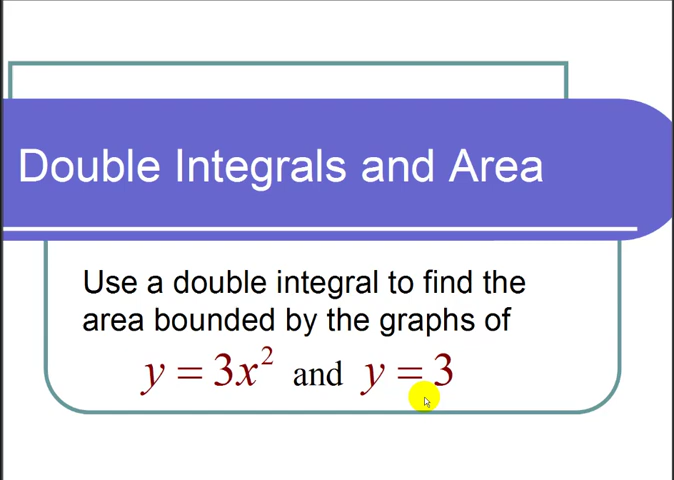 Double Integrals and Area
Use a double integral to find the
area bounded by the graphs of
y = 3x² and y = 3